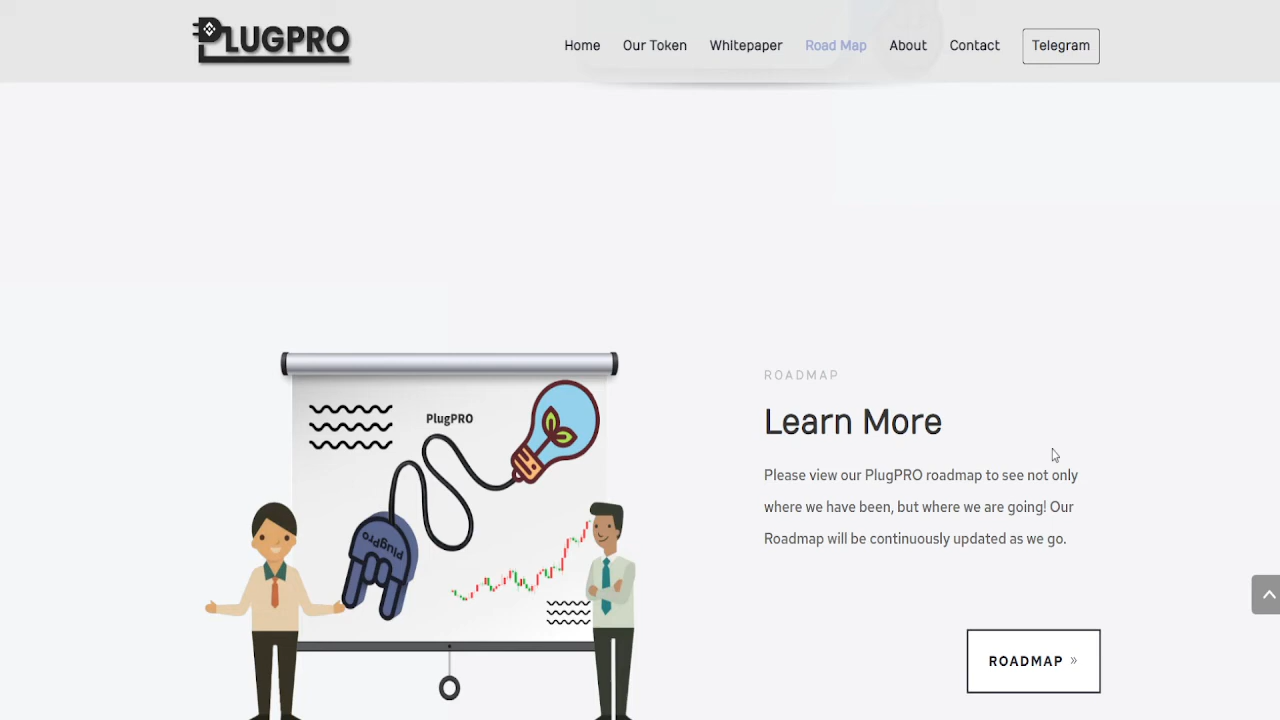 PLUGPRO
Home Our Token Whitepaper Road Map About Contact Telegram
PlugPRO
PlugPro
ROADMAP
Learn More
Please view our PlugPRO roadmap to see not only
where we have been, but where we are going! Our
Roadmap will be continuously updated as we go.
ROADMAP »